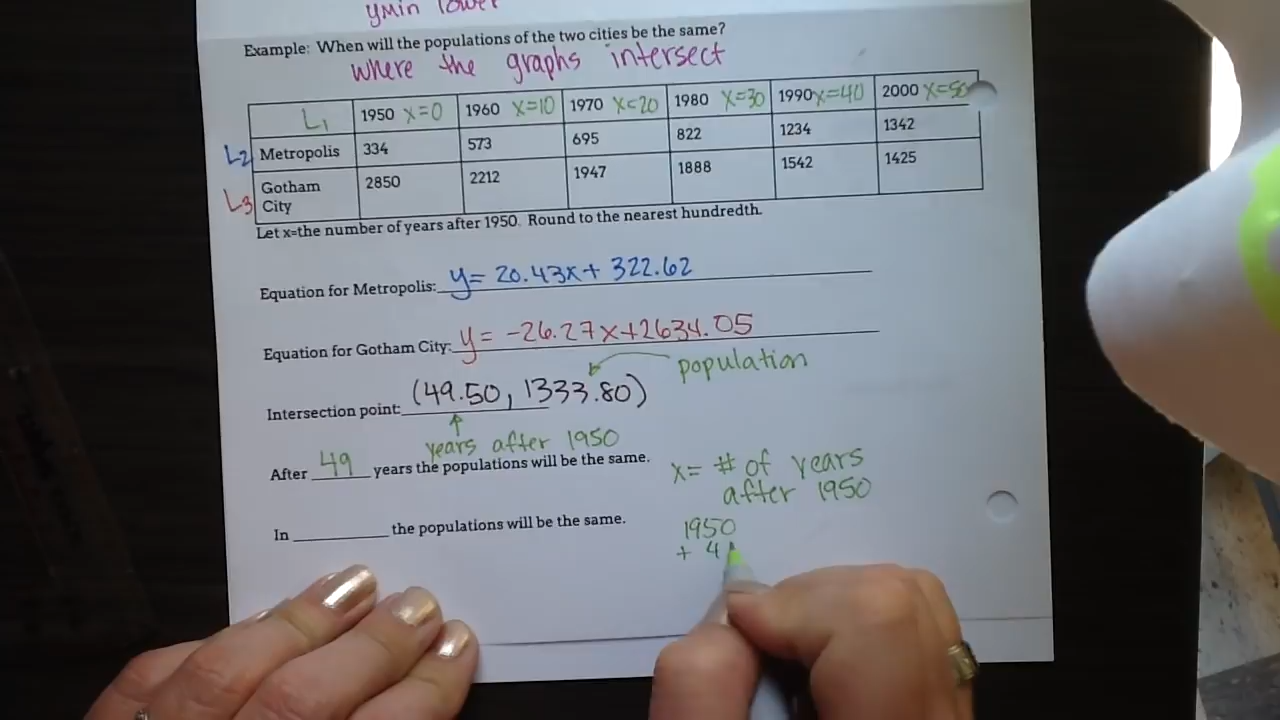 ymin lower
Example: When will the populations of the two cities be the same?
where the graphs intersect
L1 1950 x=0 1960 x=10 1970 x=20 1980 x=30 1990 x=40 2000 x=50
L2 Metropolis 334 573 695 822 1234 1342
L3 Gotham City 2850 2212 1947 1888 1542 1425
Let x=the number of years after 1950. Round to the nearest hundredth.
Equation for Metropolis: y= 20.43x+ 322.62
Equation for Gotham City: y= -26.27x+2634.05
population
Intersection point: (49.50, 1333.80)
years after 1950
After 49 years the populations will be the same.
x= # of years
after 1950
In ________ the populations will be the same.
1950
+ 4